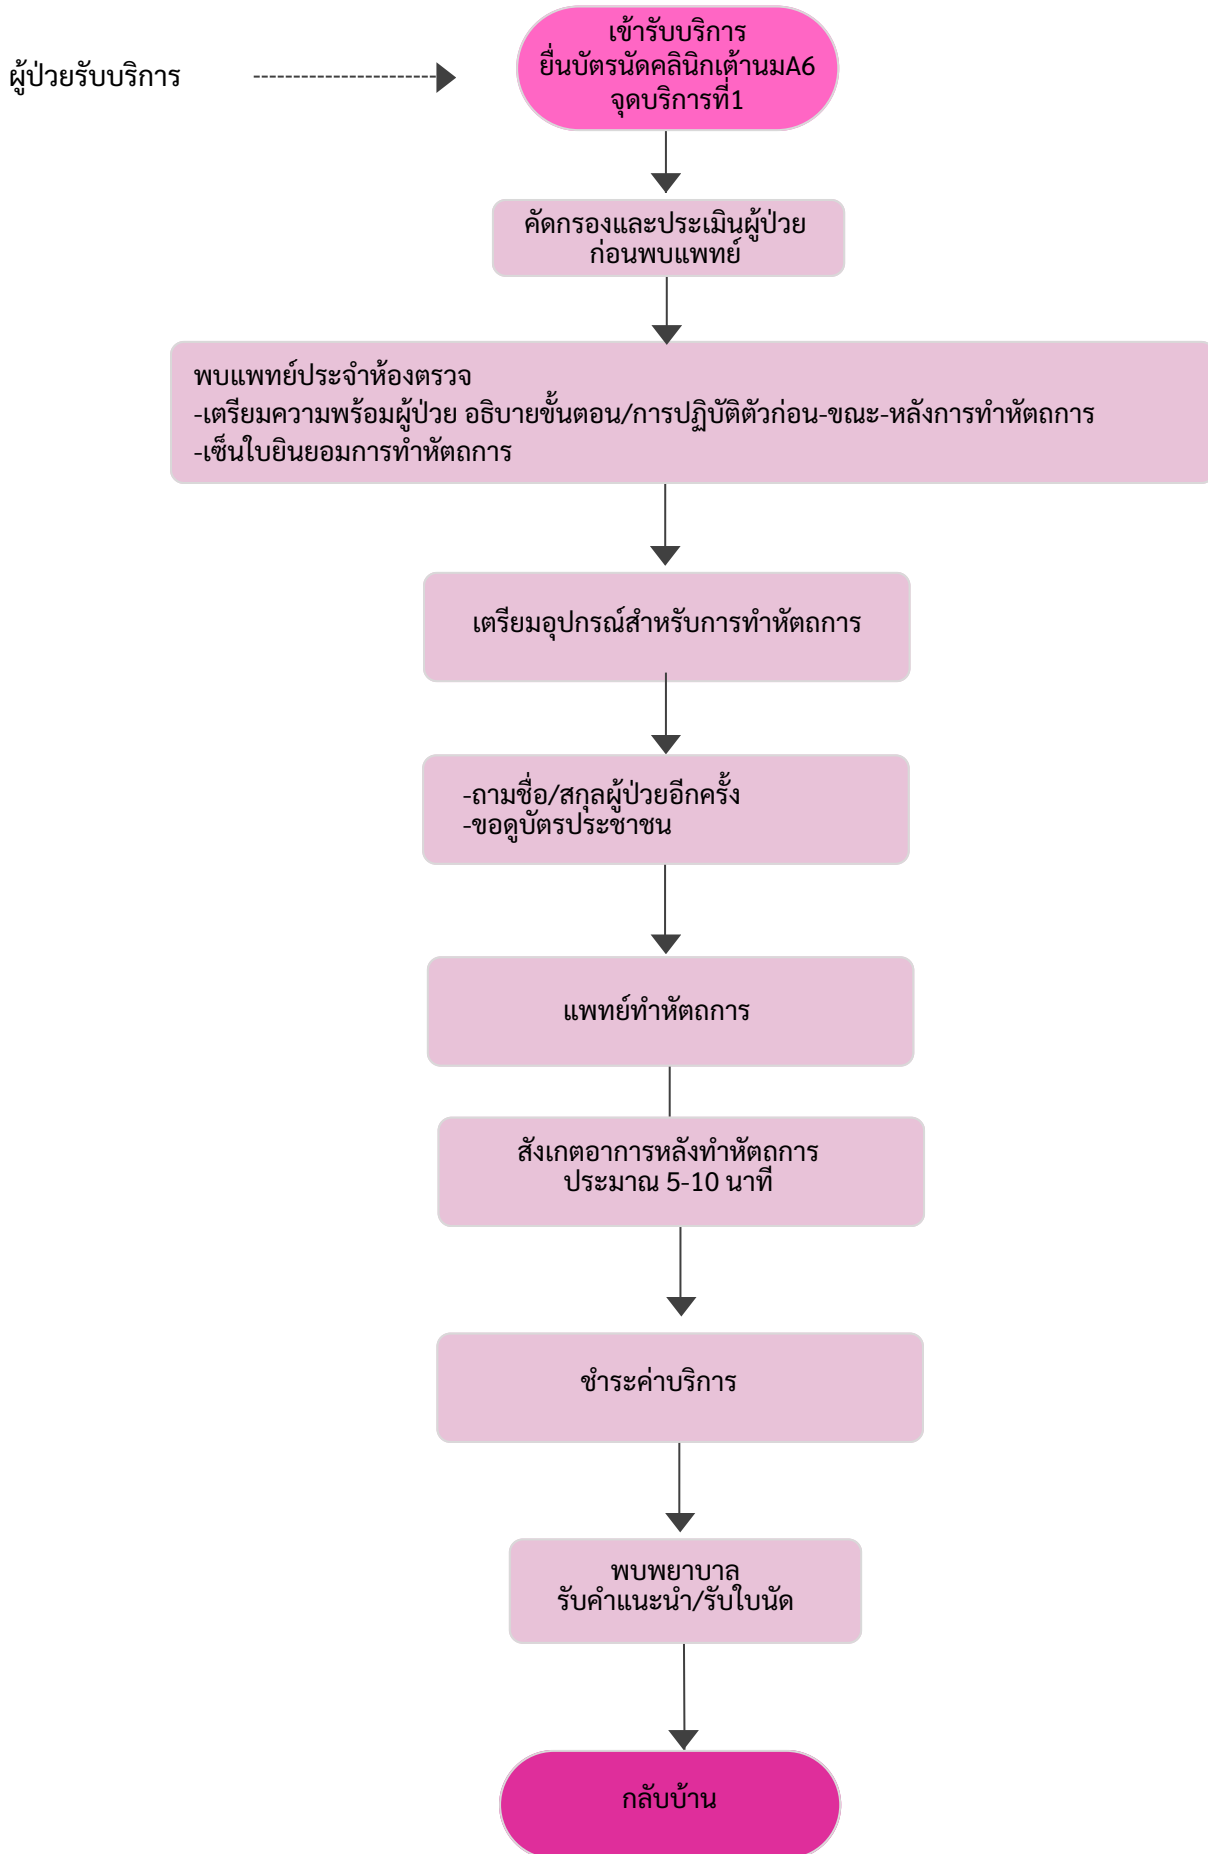 เข้ารับบริการ
ยื่นบัตรนัดคลินิกเต้านมA6
จุดบริการที่1
ผู้ป่วยรับบริการ
คัดกรองและประเมินผู้ป่วย
ก่อนพบแพทย์
พบแพทย์ประจำห้องตรวจ
-เตรียมความพร้อมผู้ป่วย อธิบายขั้นตอน/การปฏิบัติตัวก่อน-ขณะ-หลังการทำหัตถการ
-เซ็นใบยินยอมการทำหัตถการ
เตรียมอุปกรณ์สำหรับการทำหัตถการ
-ถามชื่อ/สกุลผู้ป่วยอีกครั้ง
-ขอดูบัตรประชาชน
แพทย์ทำหัตถการ
สังเกตอาการหลังทำหัตถการ
ประมาณ 5-10 นาที
ชำระค่าบริการ
พบพยาบาล
รับคำแนะนำ/รับใบนัด
กลับบ้าน